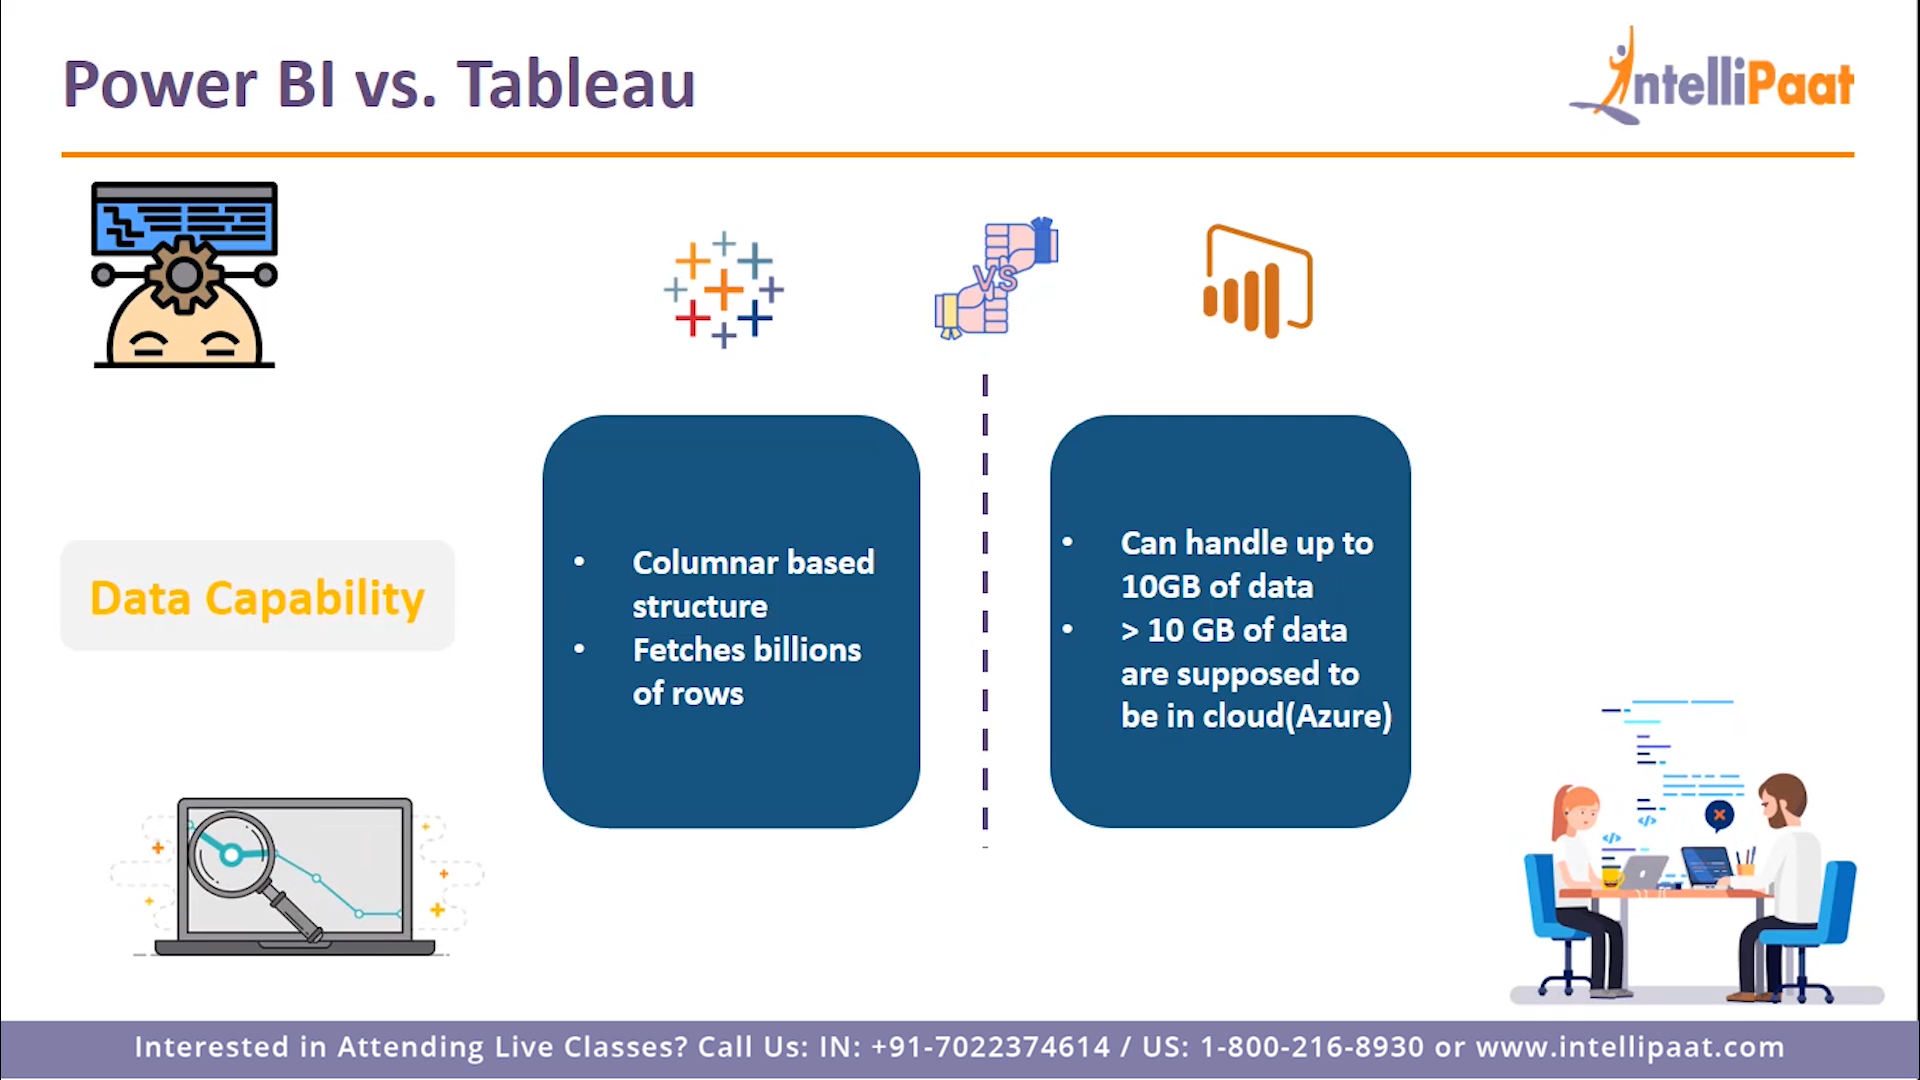 Power BI vs. Tableau
IntelliPaat
VS
Data Capability
• Columnar based
structure
• Fetches billions
of rows
• Can handle up to
10GB of data
• > 10 GB of data
are supposed to
be in cloud(Azure)
Interested in Attending Live Classes? Call Us: IN: +91-7022374614 / US: 1-800-216-8930 or www.intellipaat.com